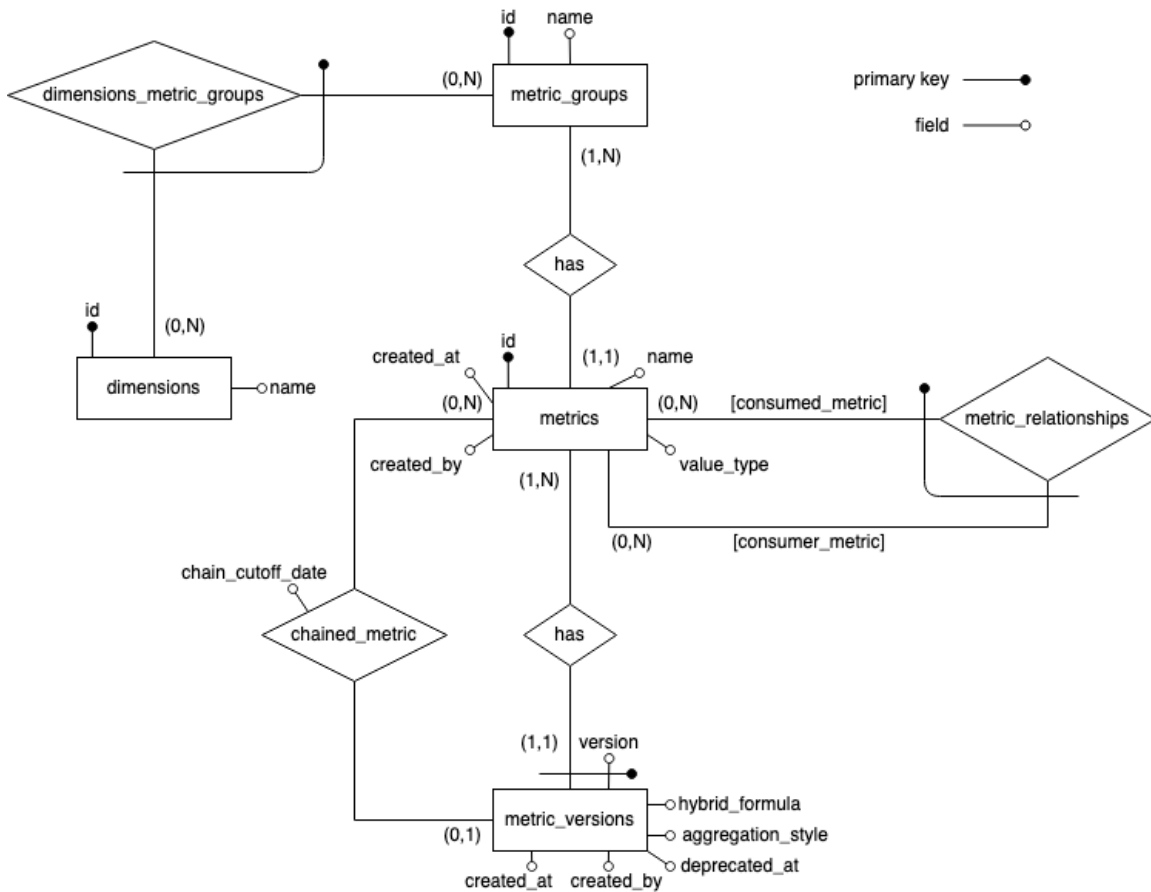 id
name
dimensions_metric_groups
(0,N)
metric_groups
primary key
field
(1,N)
has
id
(0,N)
dimensions
name
created_at
id
(1,1)
name
(0,N)
metrics
(0,N)
[consumed_metric]
metric_relationships
created_by
(1,N)
value_type
(0,N)
[consumer_metric]
chain_cutoff_date
chained_metric
has
(1,1)
version
metric_versions
hybrid_formula
aggregation_style
deprecated_at
(0,1)
created_at
created_by